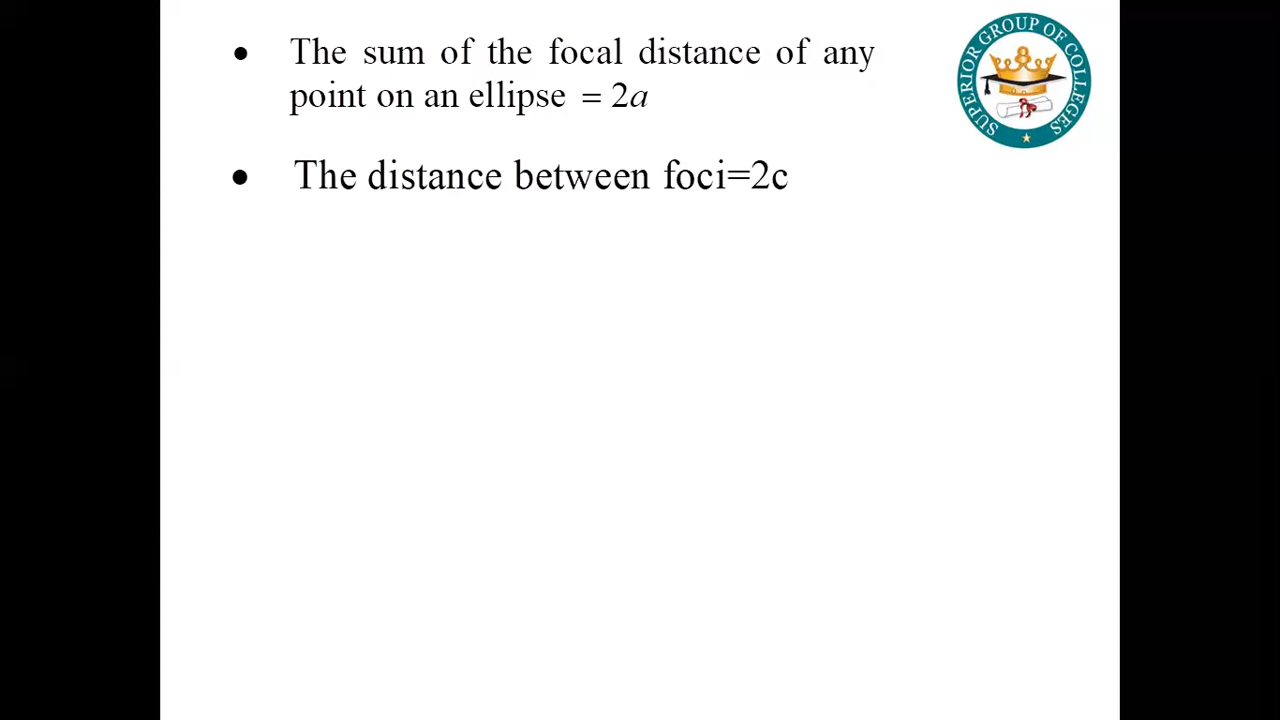 • The sum of the focal distance of any
point on an ellipse = 2a
• The distance between foci=2c
SUPERIOR GROUP OF COLLEGES